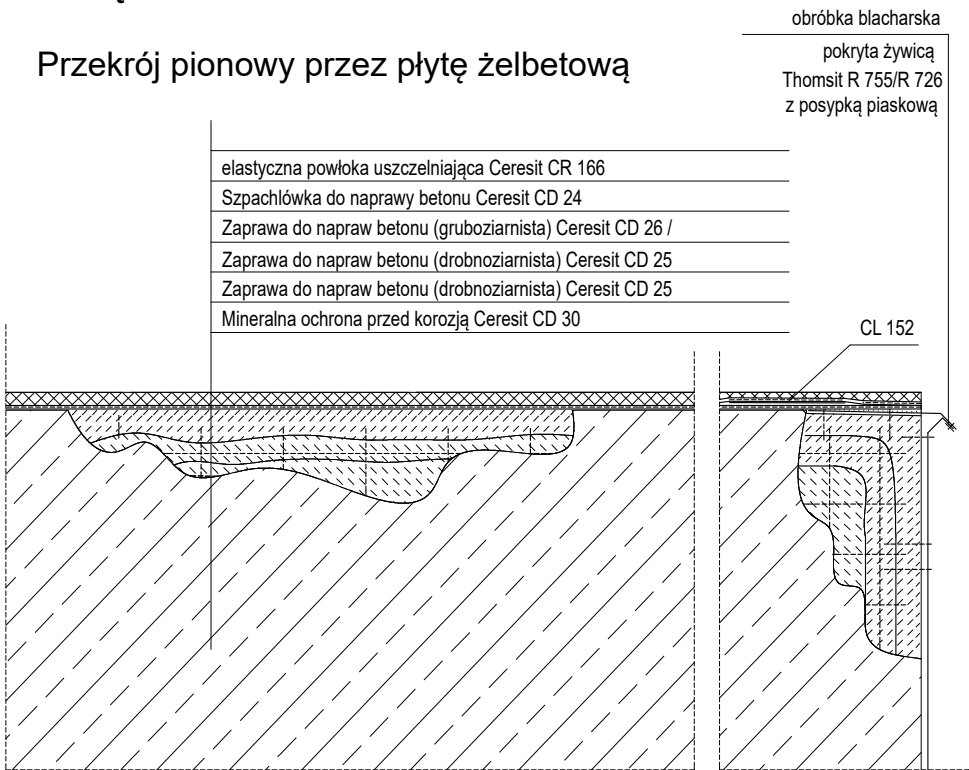 Przekrój pionowy przez płytę żelbetową
obróbka blacharska
pokryta żywicą
Thomsit R 755/R 726
z posypką piaskową
elastyczna powłoka uszczelniająca Ceresit CR 166
Szpachlówka do naprawy betonu Ceresit CD 24
Zaprawa do napraw betonu (gruboziarnista) Ceresit CD 26 /
Zaprawa do napraw betonu (drobnoziarnista) Ceresit CD 25
Zaprawa do napraw betonu (drobnoziarnista) Ceresit CD 25
Mineralna ochrona przed korozją Ceresit CD 30
CL 152